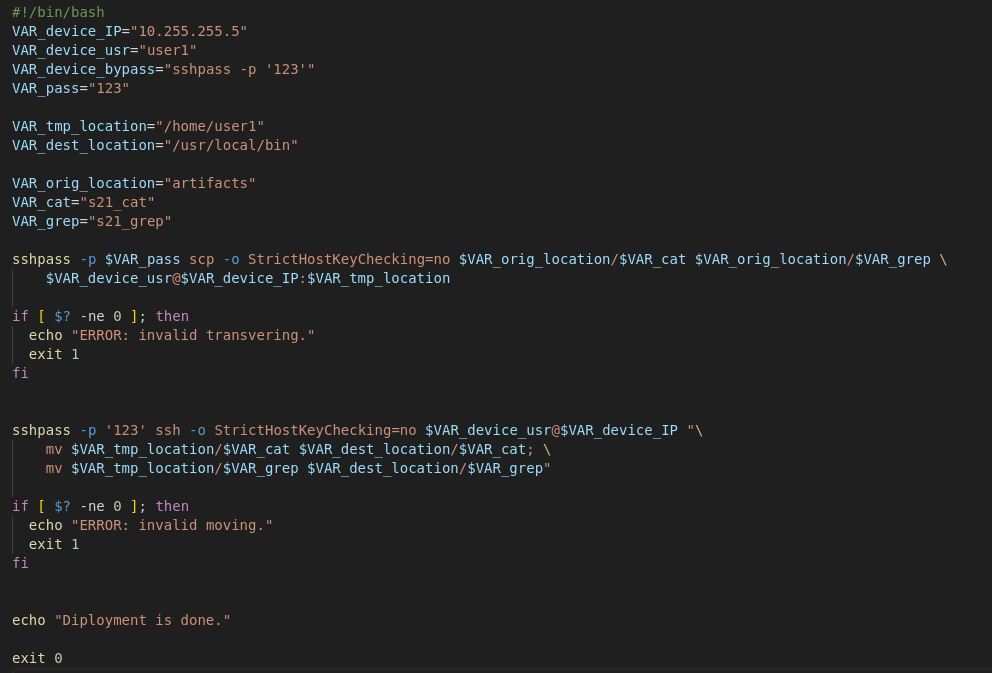 #!/bin/bash
VAR_device_IP="10.255.255.5"
VAR_device_usr="user1"
VAR_device_bypass="sshpass -p '123'"
VAR_pass="123"
VAR_tmp_location="/home/user1"
VAR_dest_location="/usr/local/bin"
VAR_orig_location="artifacts"
VAR_cat="s21_cat"
VAR_grep="s21_grep"
sshpass -p $VAR_pass scp -o StrictHostKeyChecking=no $VAR_orig_location/$VAR_cat $VAR_orig_location/$VAR_grep \
$VAR_device_usr@$VAR_device_IP:$VAR_tmp_location
if [ $? -ne 0 ]; then
echo "ERROR: invalid transvering."
exit 1
fi
sshpass -p '123' ssh -o StrictHostKeyChecking=no $VAR_device_usr@$VAR_device_IP "\
mv $VAR_tmp_location/$VAR_cat $VAR_dest_location/$VAR_cat; \
mv $VAR_tmp_location/$VAR_grep $VAR_dest_location/$VAR_grep"
if [ $? -ne 0 ]; then
echo "ERROR: invalid moving."
exit 1
fi
echo "Diployment is done."
exit 0